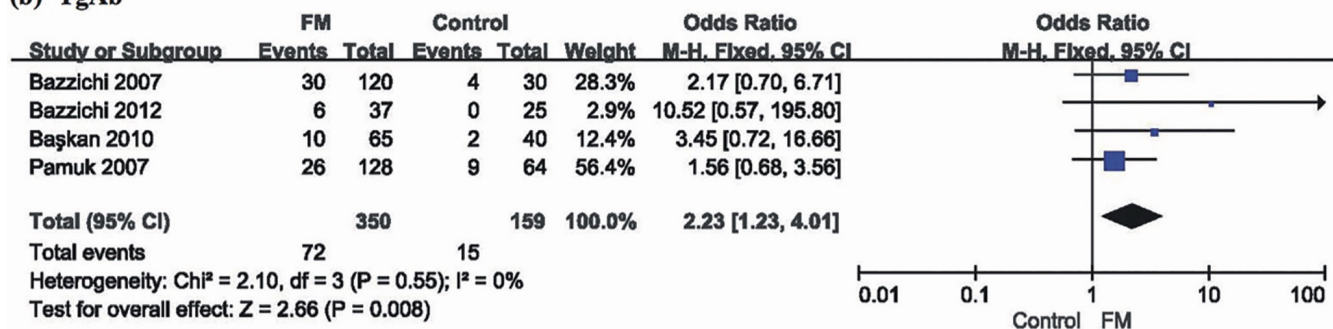 (b) TgAb
FM Control Odds Ratio Odds Ratio
Study or Subgroup Events Total Events Total Weight M-H, Fixed, 95% CI M-H, Fixed, 95% CI
Bazzichi 2007 30 120 4 30 28.3% 2.17 [0.70, 6.71]
Bazzichi 2012 6 37 0 25 2.9% 10.52 [0.57, 195.80]
Başkan 2010 10 65 2 40 12.4% 3.45 [0.72, 16.66]
Pamuk 2007 26 128 9 64 56.4% 1.56 [0.68, 3.56]
Total (95% CI) 350 159 100.0% 2.23 [1.23, 4.01]
Total events 72 15
Heterogeneity: Chi² = 2.10, df = 3 (P = 0.55); I² = 0%
Test for overall effect: Z = 2.66 (P = 0.008)
0.01 0.1 1 10 100
Control FM